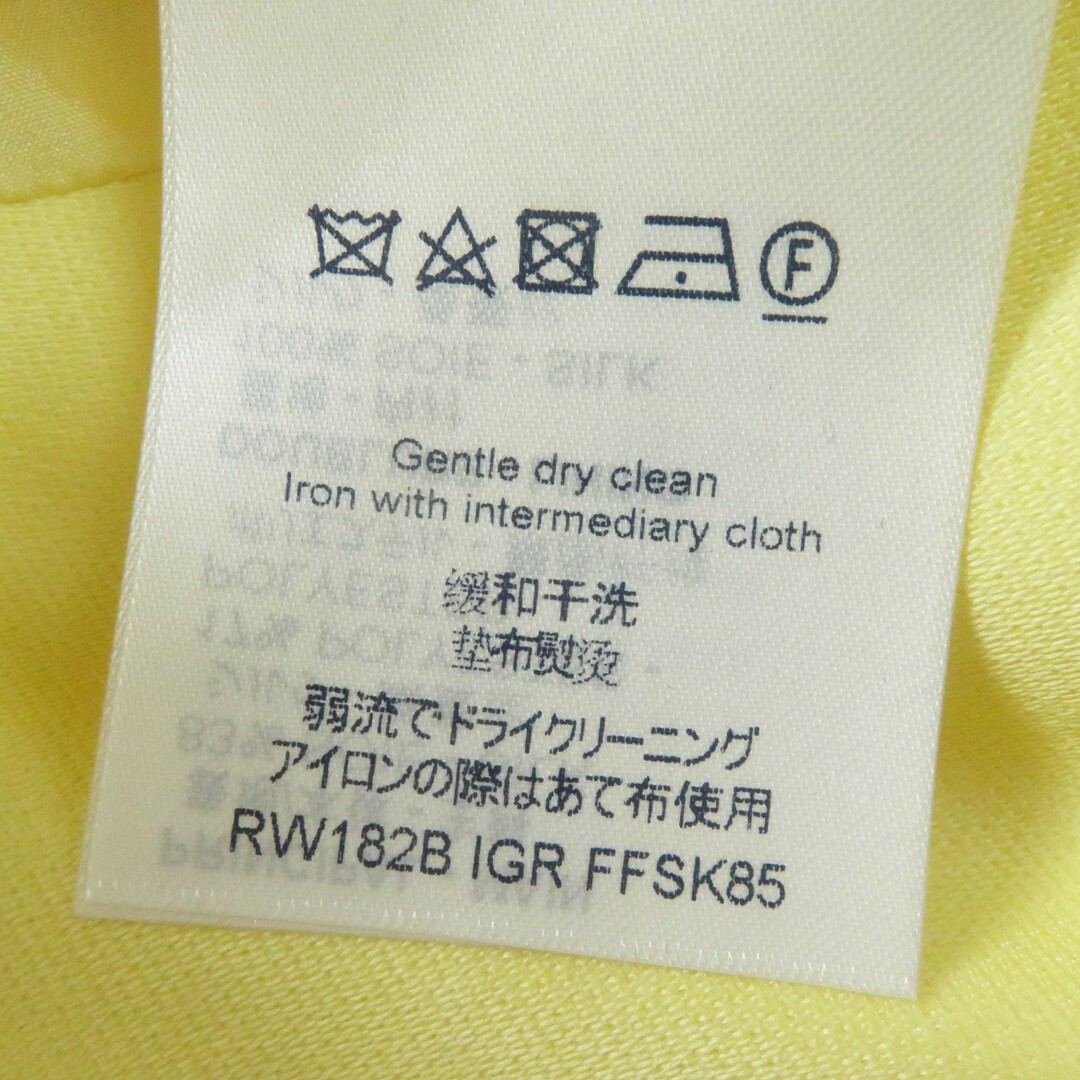 F
Gentle dry clean
Iron with intermediary cloth
缓和干洗
垫布熨烫
弱流でドライクリーニング
アイロンの際はあて布使用
RW182B IGR FFSK85